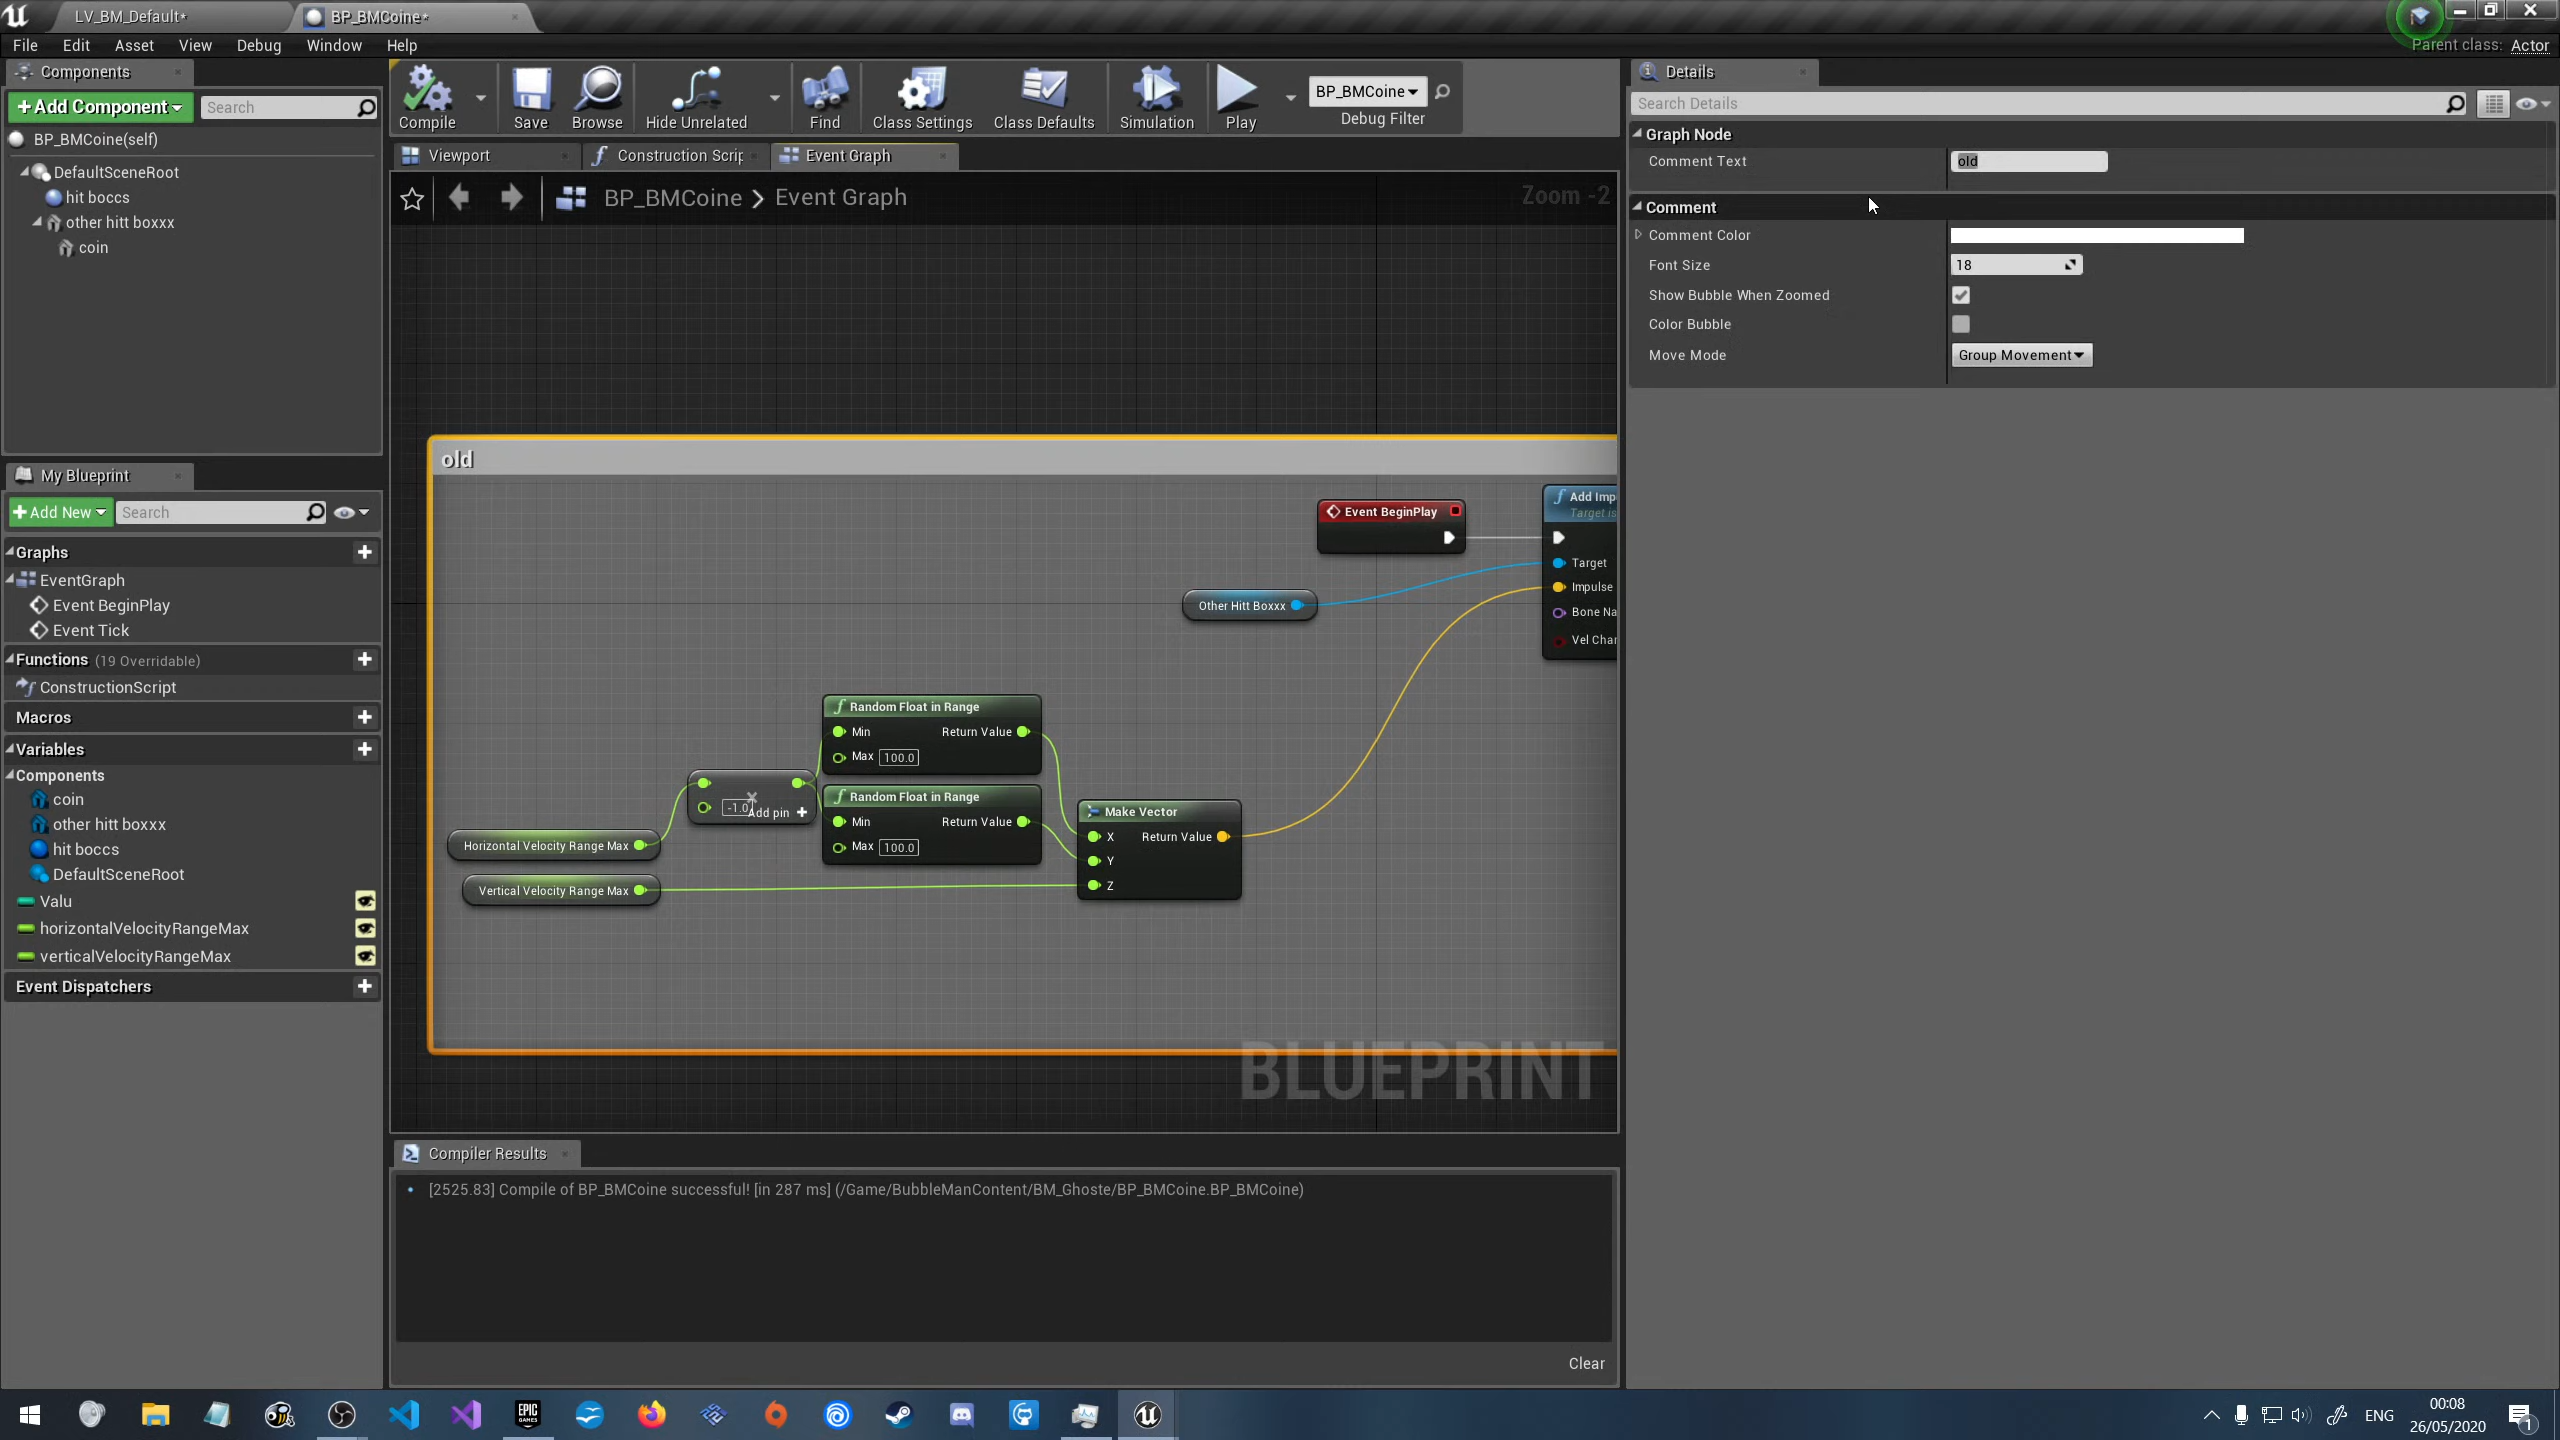 LV_BM_Default*
BP_BMCoine*
File Edit Asset View Debug Window Help
Parent class: Actor
Components
+Add Component
Search
BP_BMCoine(self)
DefaultSceneRoot
hit boccs
other hitt boxxx
coin
My Blueprint
+Add New
Search
Graphs
EventGraph
Event BeginPlay
Event Tick
Functions (19 Overridable)
ConstructionScript
Macros
Variables
Components
coin
other hitt boxxx
hit boccs
DefaultSceneRoot
Valu
horizontalVelocityRangeMax
verticalVelocityRangeMax
Event Dispatchers
Compile Save Browse Hide Unrelated Find Class Settings Class Defaults Simulation Play
BP_BMCoine
Debug Filter
Viewport
Construction Scrip
Event Graph
BP_BMCoine > Event Graph
Zoom -2
old
Event BeginPlay
Add Imp
Target is
Target
Impulse
Bone Na
Vel Char
Other Hitt Boxxx
Random Float in Range
Min Return Value
Max 100.0
Random Float in Range
Min Return Value
Max 100.0
-1.0
Add pin +
Horizontal Velocity Range Max
Vertical Velocity Range Max
Make Vector
X Return Value
Y
Z
BLUEPRINT
Compiler Results
[2525.83] Compile of BP_BMCoine successful! [in 287 ms] (/Game/BubbleManContent/BM_Ghoste/BP_BMCoine.BP_BMCoine)
Clear
Details
Search Details
Graph Node
Comment Text old
Comment
Comment Color
Font Size 18
Show Bubble When Zoomed
Color Bubble
Move Mode Group Movement
EPIC GAMES
ENG
00:08
26/05/2020
1